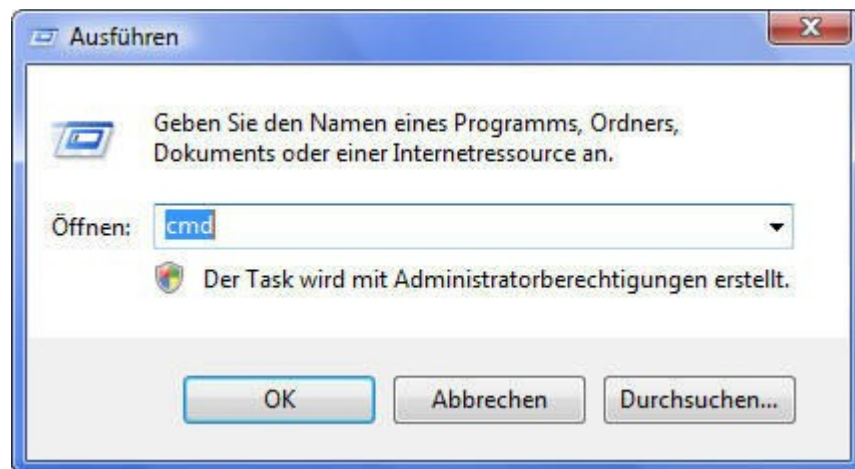 Ausführen
Geben Sie den Namen eines Programms, Ordners,
Dokuments oder einer Internetressource an.
Öffnen: cmd
Der Task wird mit Administratorberechtigungen erstellt.
OK Abbrechen Durchsuchen...